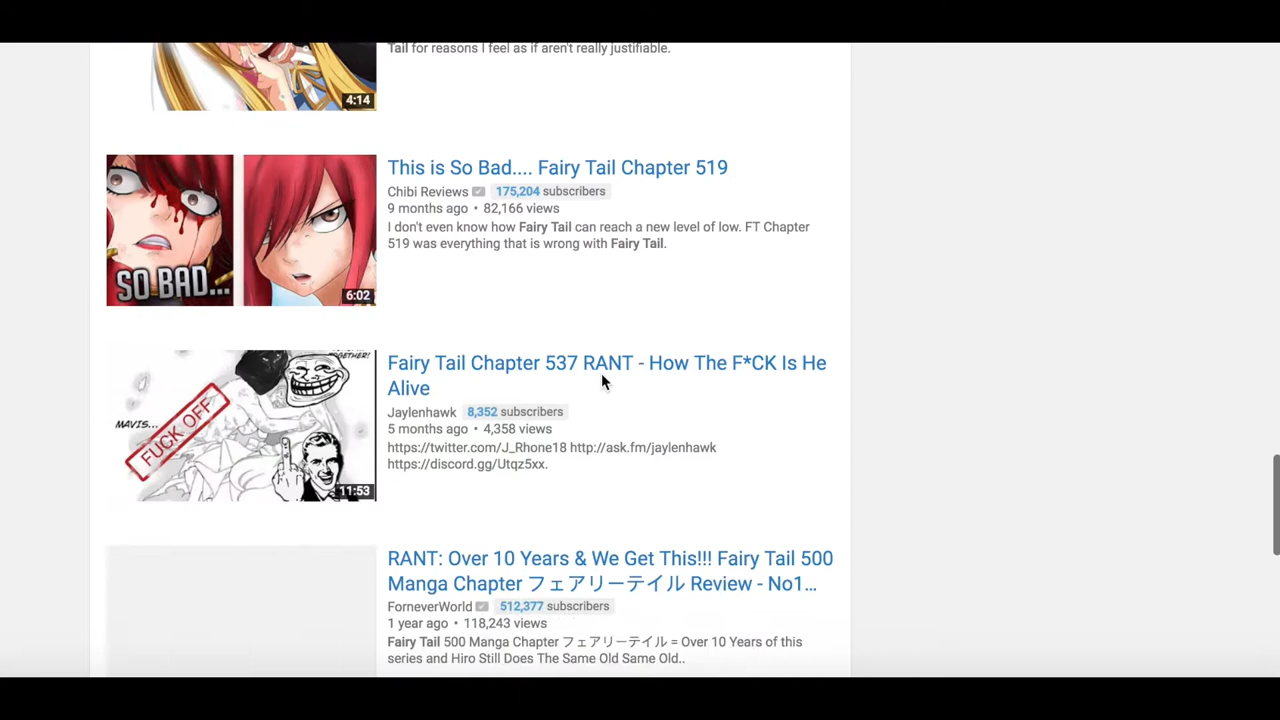 Tail for reasons I feel as if aren't really justifiable.
4:14
This is So Bad.... Fairy Tail Chapter 519
Chibi Reviews 175,204 subscribers
9 months ago • 82,166 views
I don't even know how Fairy Tail can reach a new level of low. FT Chapter
519 was everything that is wrong with Fairy Tail.
SO BAD...
6:02
Fairy Tail Chapter 537 RANT - How The F*CK Is He
Alive
Jaylenhawk 8,352 subscribers
5 months ago • 4,358 views
https://twitter.com/J_Rhone18 http://ask.fm/jaylenhawk
https://discord.gg/Utqz5xx.
MAVIS...
FUCK OFF
11:53
RANT: Over 10 Years & We Get This!!! Fairy Tail 500
Manga Chapter フェアリーテイル Review - No1...
ForneverWorld 512,377 subscribers
1 year ago • 118,243 views
Fairy Tail 500 Manga Chapter フェアリーテイル = Over 10 Years of this
series and Hiro Still Does The Same Old Same Old..